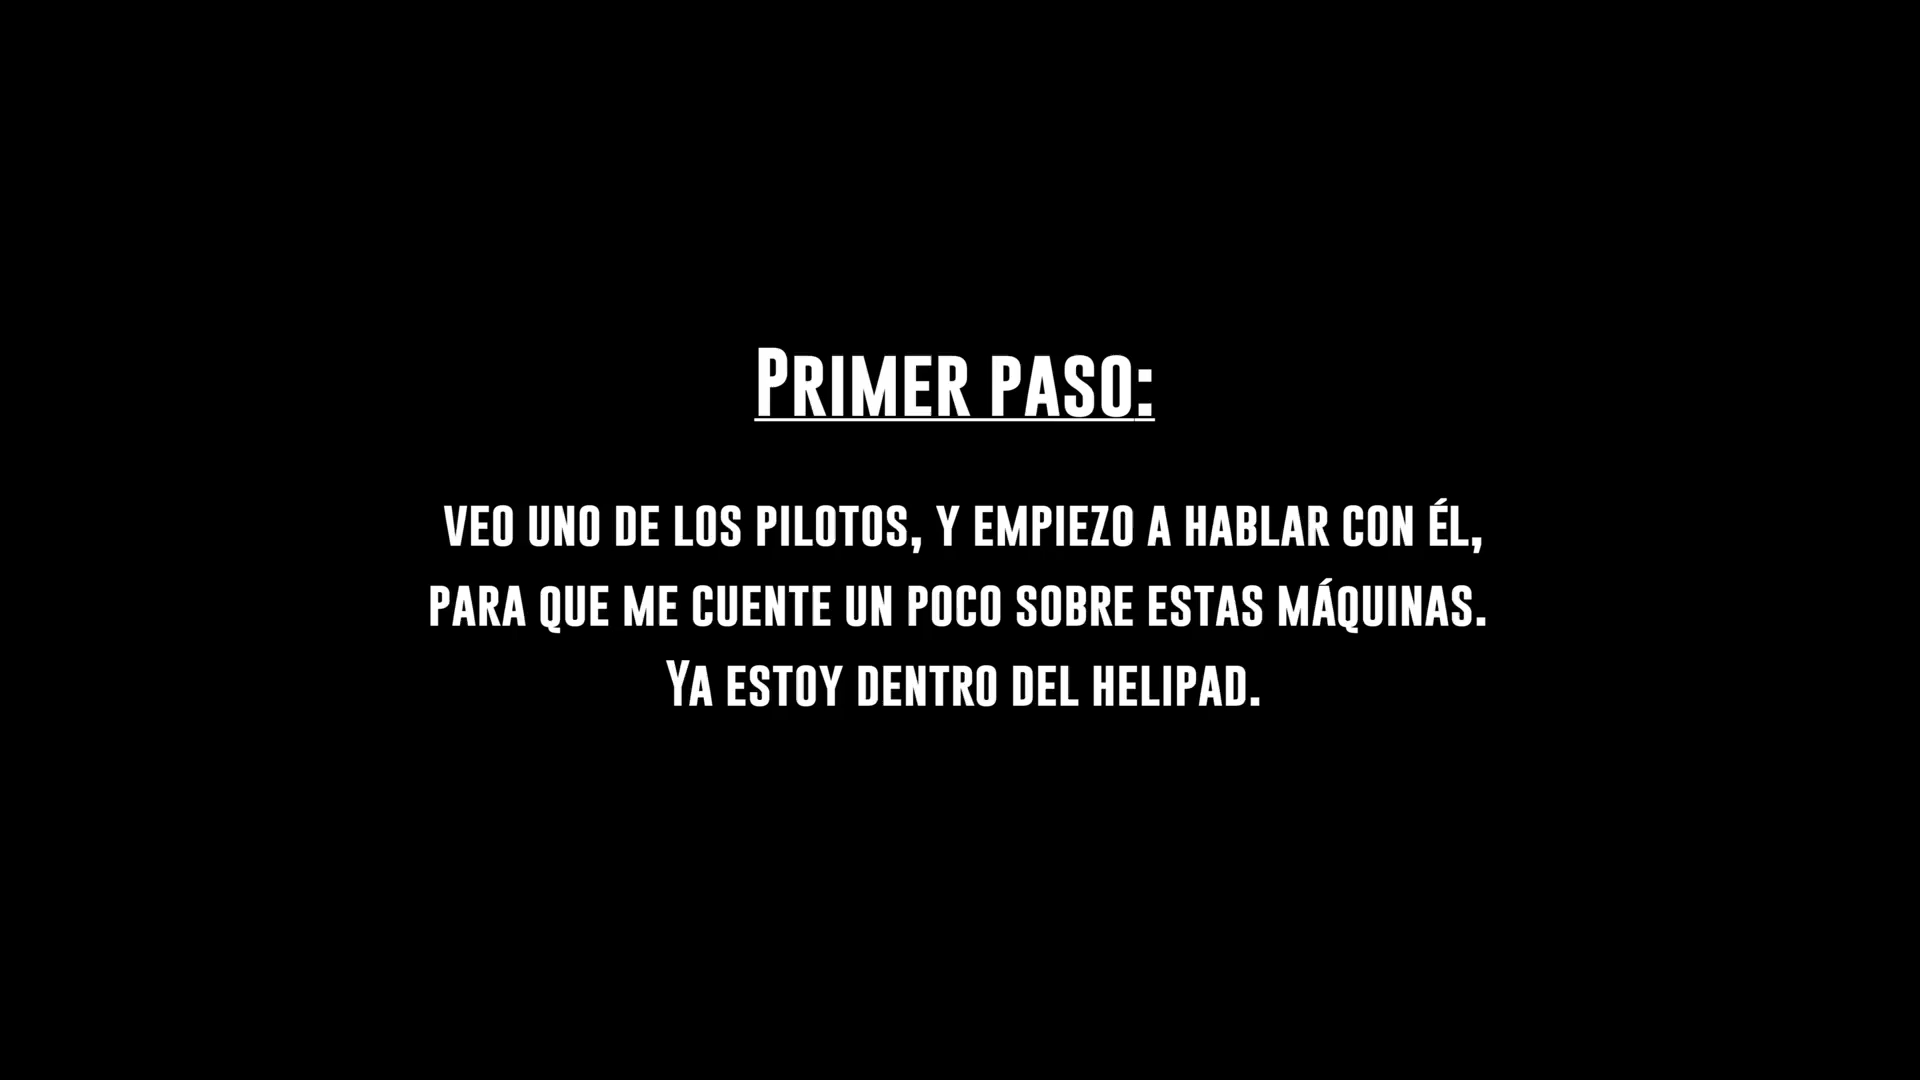 Primer paso:
veo uno de los pilotos, y empiezo a hablar con él,
para que me cuente un poco sobre estas máquinas.
Ya estoy dentro del helipad.